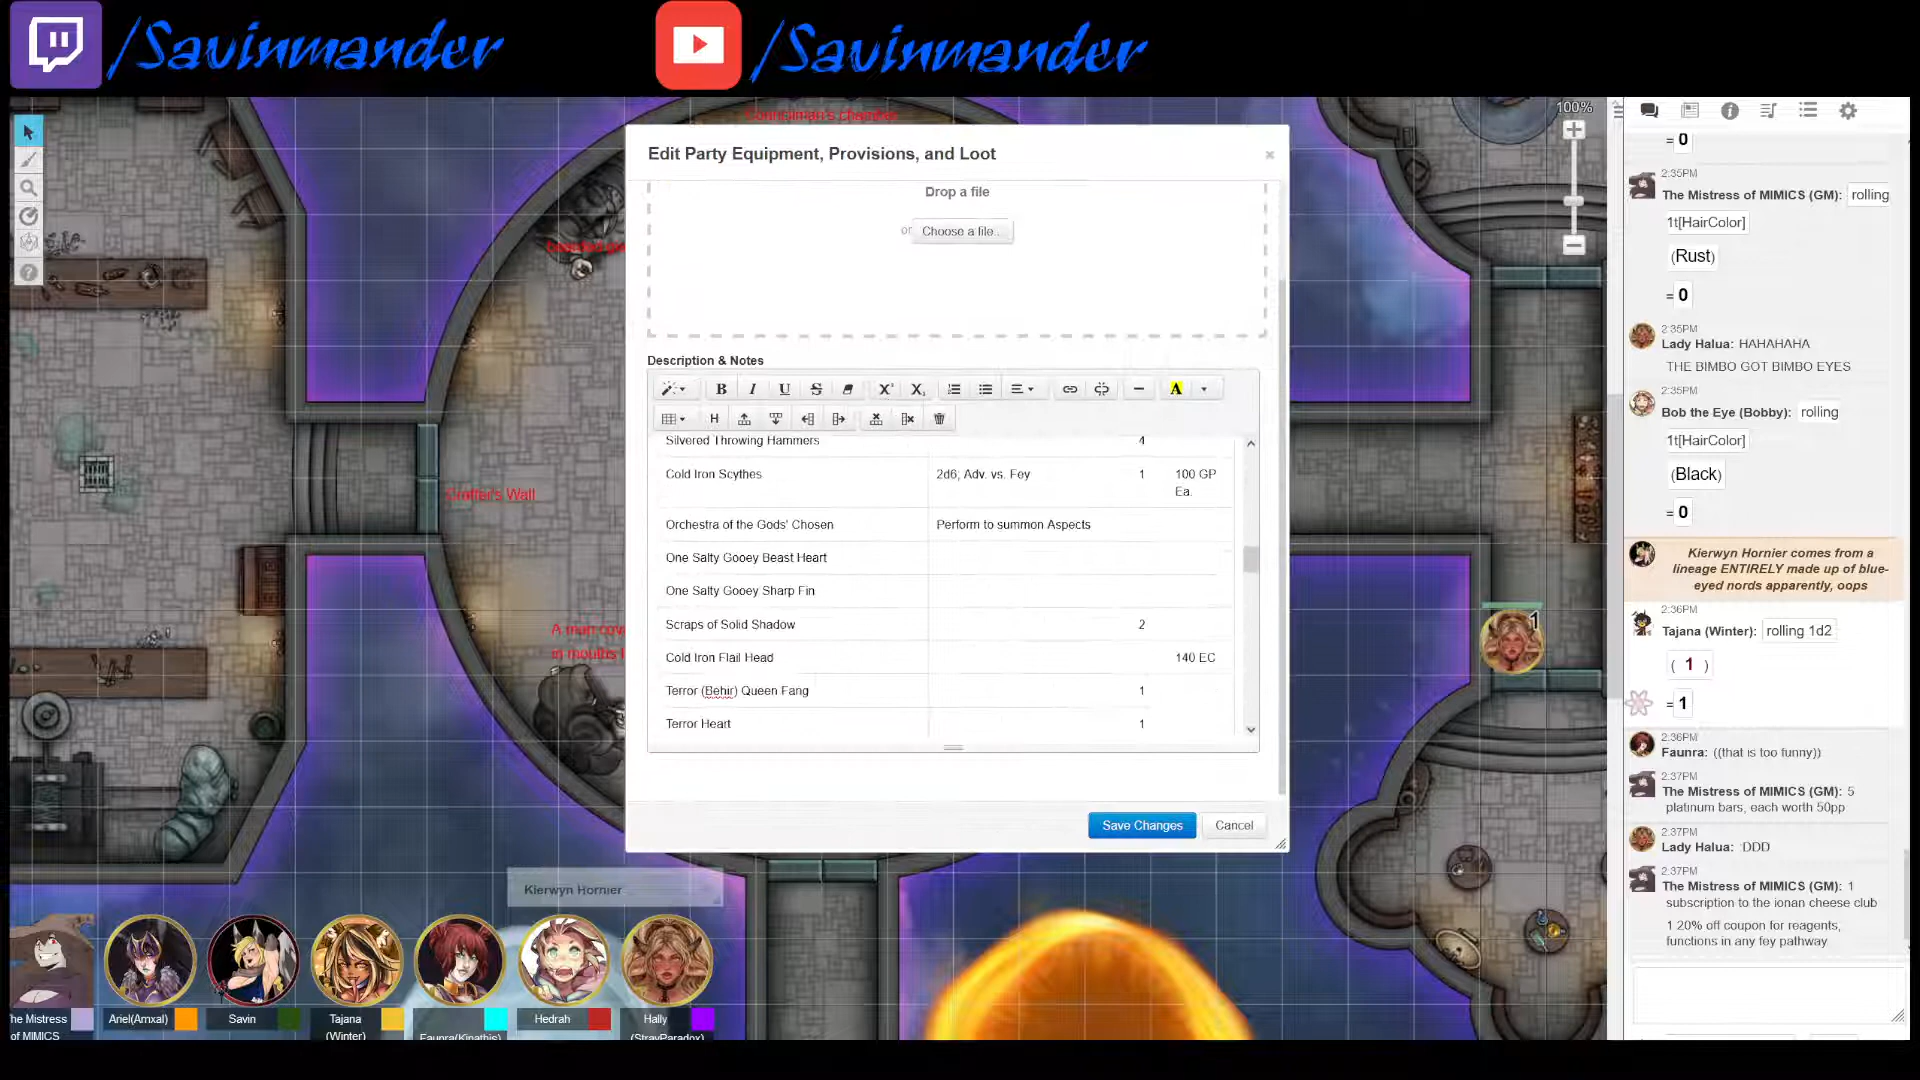 /Savinmander
/Savinmander
Councilman's chamber
Crafter's Wall
A man cov
in mouths
Edit Party Equipment, Provisions, and Loot
×
Drop a file
or Choose a file...
Description & Notes
B I U S X X A
H
Silvered Throwing Hammers 4
Cold Iron Scythes 2d6, Adv. vs. Fey 1 100 GP
Ea.
Orchestra of the Gods' Chosen Perform to summon Aspects
One Salty Gooey Beast Heart
One Salty Gooey Sharp Fin
Scraps of Solid Shadow 2
Cold Iron Flail Head 140 EC
Terror (Behir) Queen Fang 1
Terror Heart 1
Save Changes Cancel
Kierwyn Hornier
100%
1
= 0
2:35PM
The Mistress of MIMICS (GM): rolling
1t[HairColor]
(Rust)
= 0
2:35PM
Lady Halua: HAHAHAHA
THE BIMBO GOT BIMBO EYES
2:35PM
Bob the Eye (Bobby): rolling
1t[HairColor]
(Black)
= 0
Kierwyn Hornier comes from a
lineage ENTIRELY made up of blue-
eyed nords apparently, oops
2:36PM
Tajana (Winter): rolling 1d2
( 1 )
= 1
2:36PM
Faunra: ((that is too funny))
2:37PM
The Mistress of MIMICS (GM): 5
platinum bars, each worth 50pp
2:37PM
Lady Halua: :DDD
2:37PM
The Mistress of MIMICS (GM): 1
subscription to the ionan cheese club
1 20% off coupon for reagents,
functions in any fey pathway
he Mistress
of MIMICS
Ariel(Amxal)
Savin
Tajana
(Winter)
Faunra(Kinathis)
Hedrah
Hally
(StrayParadox)